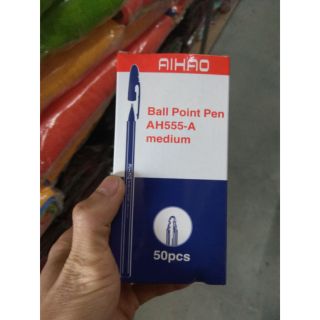 AIHAO
Ball Point Pen
AH555-A
medium
50pcs